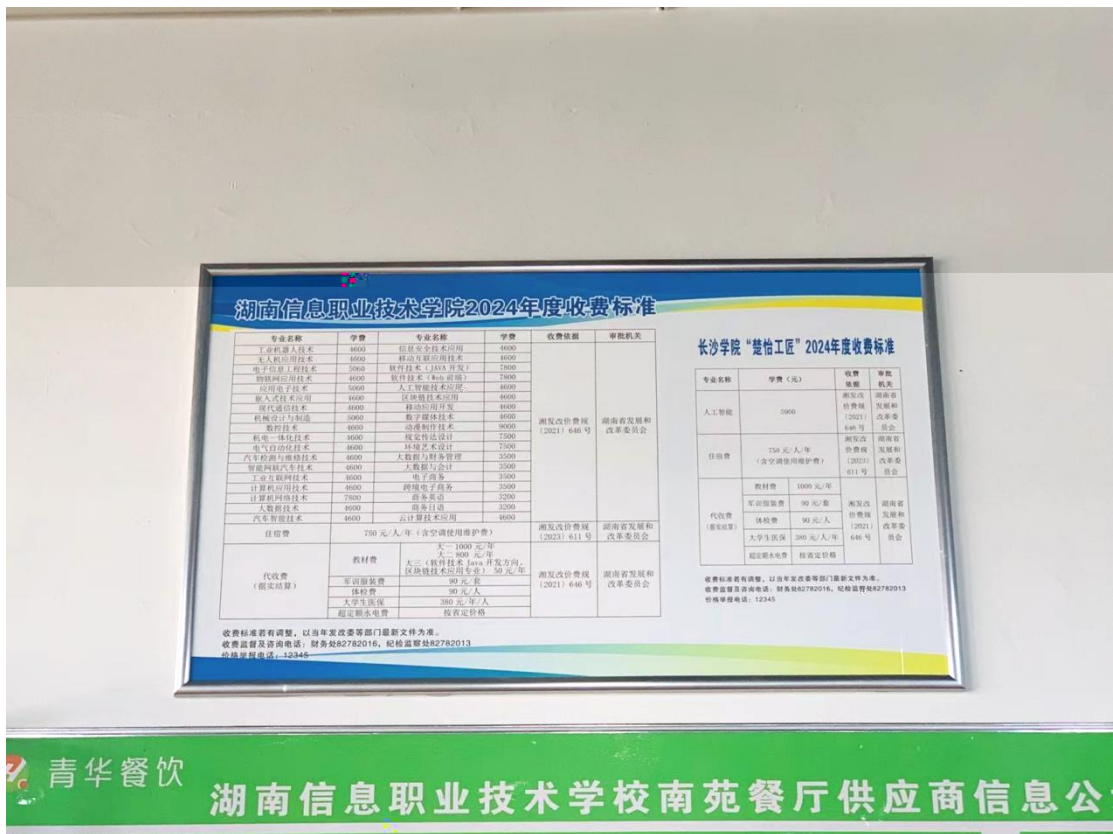 湖南信息职业技术学院2024年度收费标准
专业名称 学费 专业名称 学费 收费依据 审批机关
工业机器人技术 4600 信息安全技术应用 4600
无人机应用技术 4600 移动互联应用技术 4600
电子信息工程技术 5060 软件技术(JAVA开发) 7800
物联网应用技术 4600 软件技术(Web前端) 7800
应用电子技术 5060 人工智能技术应用 4600
嵌入式技术应用 4600 区块链技术应用 4600
现代通信技术 4600 移动应用开发 4600
机械设计与制造 5060 数字媒体技术 4600
数控技术 4600 动漫制作技术 9000
机电一体化技术 4600 视觉传达设计 7500
电气自动化技术 4600 环境艺术设计 7500
汽车检测与维修技术 4600 大数据与财务管理 3500
智能网联汽车技术 4600 大数据与会计 3500
工业互联网技术 4600 电子商务 3500
计算机应用技术 4600 跨境电子商务 3500
计算机网络技术 7800 商务英语 3200
大数据技术 4600 商务日语 3200
汽车智能技术 4600 云计算技术应用 4600
湘发改价费规
〔2021〕646号
湖南省发展和
改革委员会
住宿费 750元/人/年(含空调使用维护费)
湘发改价费规
〔2023〕611号
湖南省发展和
改革委员会
代收费
(据实结算)
教材费
大一1000元/年
大二800元/年
大三(软件技术Java开发方向、
区块链技术应用专业)50元/年
军训服装费 90元/套
体检费 90元/人
大学生医保 380元/年/人
超定额水电费 按省定价格
湘发改价费规
〔2021〕646号
湖南省发展和
改革委员会
收费标准若有调整,以当年发改委等部门最新文件为准。
收费监督及咨询电话:财务处82782016,纪检监察处82782013
价格举报电话:12345
长沙学院“楚怡工匠”2024年度收费标准
专业名称 学费(元) 收费
依据 审批
机关
人工智能 5060
湘发改
价费规
〔2021〕
646号
湖南省
发展和
改革委
员会
住宿费
750元/人/年
(含空调使用维护费)
湘发改
价费规
〔2023〕
611号
湖南省
发展和
改革委
员会
代收费
(据实结算)
教材费 1000元/年
军训服装费 90元/套
体检费 90元/人
大学生医保 380元/人/年
超定额水电费 按省定价格
湘发改
价费规
〔2021〕
646号
湖南省
发展和
改革委
员会
收费标准若有调整,以当年发改委等部门最新文件为准。
收费监督及咨询电话:财务处82782016,纪检监察处82782013
价格举报电话:12345
青华餐饮
湖南信息职业技术学校南苑餐厅供应商信息公